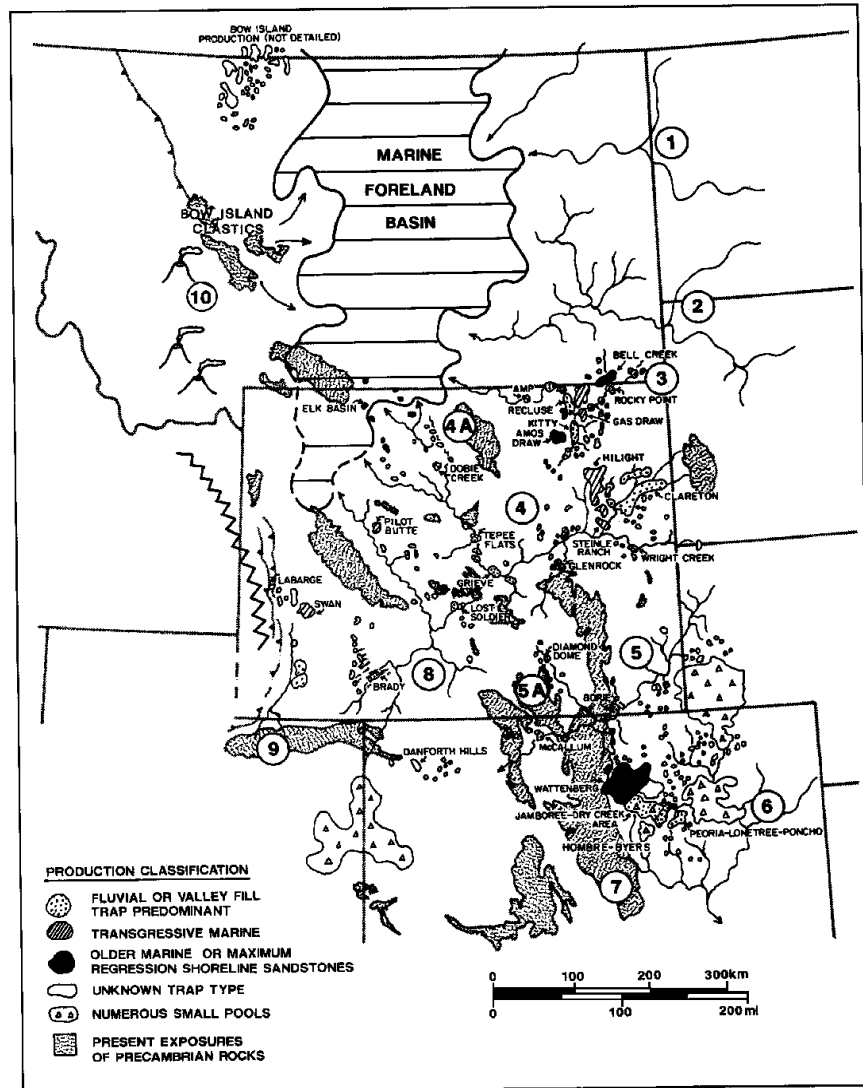 BOW ISLAND
PRODUCTION (NOT DETAILED)
MARINE
FORELAND
BASIN
1
BOW ISLAND
CLASTICS
10
2
BELL CREEK
3
AMP
ROCKY POINT
RECLUSE
ELK BASIN
4A
KITTY
GAS DRAW
AMOS
DRAW
HILIGHT
DOBIE
CREEK
CLARETON
4
PILOT
BUTTE
TEPEE
FLATS
STEINLE
RANCH
WRIGHT CREEK
GLENROCK
LABARGE
GRIEVE
SWAN
LOST
SOLDIER
DIAMOND
DOME
5
8
5A
BRADY
BORIE
9
DANFORTH HILLS
McCALLUM
WATTENBERG
6
JAMBOREE-DRY CREEK
AREA
PEORIA-LONETREE-PONCHO
HOMBRE-BYERS
7
PRODUCTION CLASSIFICATION
FLUVIAL OR VALLEY FILL
TRAP PREDOMINANT
TRANSGRESSIVE MARINE
OLDER MARINE OR MAXIMUM
REGRESSION SHORELINE SANDSTONES
UNKNOWN TRAP TYPE
NUMEROUS SMALL POOLS
PRESENT EXPOSURES
OF PRECAMBRIAN ROCKS
0 100 200 300km
0 100 200 mi